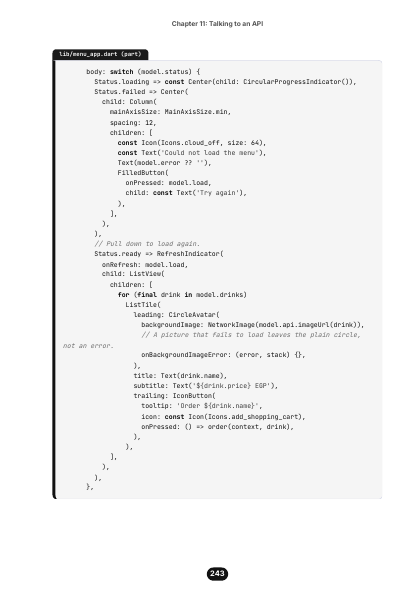 Chapter 11: Talking to an API
lib/menu_app.dart (part)
body: switch (model.status) {
  Status.loading => const Center(child: CircularProgressIndicator()),
  Status.failed => Center(
    child: Column(
      mainAxisSize: MainAxisSize.min,
      spacing: 12,
      children: [
        const Icon(Icons.cloud_off, size: 64),
        const Text('Could not load the menu'),
        Text(model.error ?? ''),
        FilledButton(
          onPressed: model.load,
          child: const Text('Try again'),
        ),
      ],
    ),
  ),
  // Pull down to load again.
  Status.ready => RefreshIndicator(
    onRefresh: model.load,
    child: ListView(
      children: [
        for (final drink in model.drinks)
          ListTile(
            leading: CircleAvatar(
              backgroundImage: NetworkImage(model.api.imageUrl(drink)),
              // A picture that fails to load leaves the plain circle,
not an error.
              onBackgroundImageError: (error, stack) {},
            ),
            title: Text(drink.name),
            subtitle: Text('${drink.price} EGP'),
            trailing: IconButton(
              tooltip: 'Order ${drink.name}',
              icon: const Icon(Icons.add_shopping_cart),
              onPressed: () => order(context, drink),
            ),
          ),
      ],
    ),
  ),
},
243